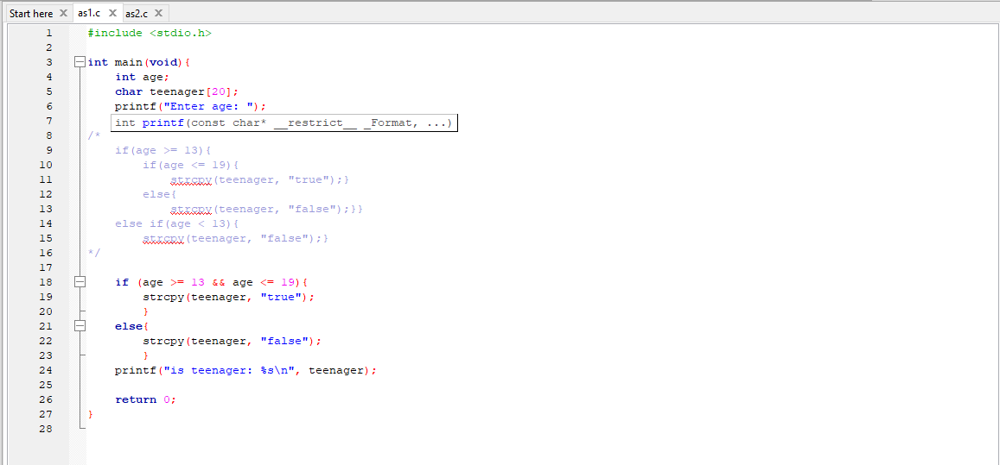 Start here X as1.c X as2.c X
1 #include <stdio.h>
2
3 int main(void){
4     int age;
5     char teenager[20];
6     printf("Enter age: ");
7     int printf(const char* __restrict__ _Format, ...)
8 /*
9     if(age >= 13){
10         if(age <= 19){
11             strcpy(teenager, "true");}
12         else{
13             strcpy(teenager, "false");}}
14     else if(age < 13){
15         strcpy(teenager, "false");}
16 */
17
18     if (age >= 13 && age <= 19){
19         strcpy(teenager, "true");
20         }
21     else{
22         strcpy(teenager, "false");
23         }
24     printf("is teenager: %s\n", teenager);
25
26     return 0;
27 }
28